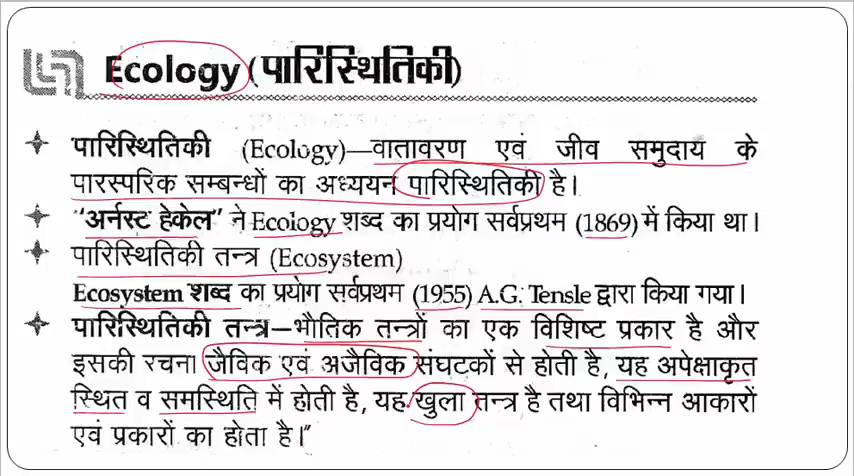 Ecology (पारिस्थितिकी)
पारिस्थितिकी (Ecology)—वातावरण एवं जीव समुदाय के
पारस्परिक सम्बन्धों का अध्ययन पारिस्थितिकी है।
"अर्नस्ट हेकेल" ने Ecology शब्द का प्रयोग सर्वप्रथम (1869) में किया था।
पारिस्थितिकी तन्त्र (Ecosystem)
Ecosystem शब्द का प्रयोग सर्वप्रथम (1955) A.G. Tensle द्वारा किया गया।
पारिस्थितिकी तन्त्र—भौतिक तन्त्रों का एक विशिष्ट प्रकार है और
इसकी रचना जैविक एवं अजैविक संघटकों से होती है, यह अपेक्षाकृत
स्थित व समस्थिति में होती है, यह खुला तन्त्र है तथा विभिन्न आकारों
एवं प्रकारों का होता है।"